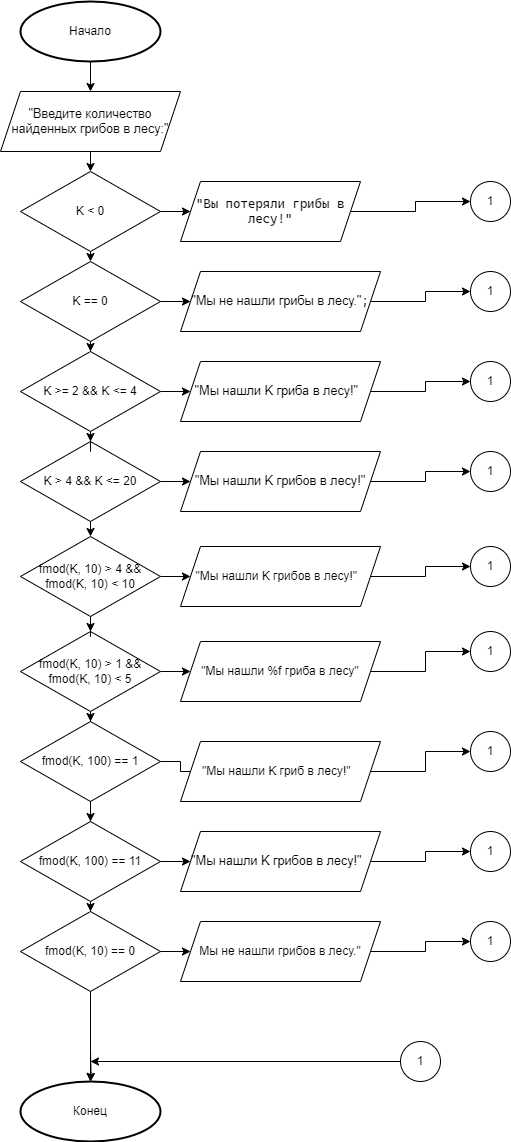 Начало
"Введите количество
найденных грибов в лесу:"
K < 0
"Вы потеряли грибы в
лесу!"
1
K == 0
"Мы не нашли грибы в лесу.";
1
K >= 2 && K <= 4
"Мы нашли K гриба в лесу!"
1
K > 4 && K <= 20
"Мы нашли K грибов в лесу!"
1
fmod(K, 10) > 4 &&
fmod(K, 10) < 10
"Мы нашли K грибов в лесу!"
1
fmod(K, 10) > 1 &&
fmod(K, 10) < 5
"Мы нашли %f гриба в лесу"
1
fmod(K, 100) == 1
"Мы нашли K гриб в лесу!"
1
fmod(K, 100) == 11
"Мы нашли K грибов в лесу!"
1
fmod(K, 10) == 0
Мы не нашли грибов в лесу."
1
1
Конец